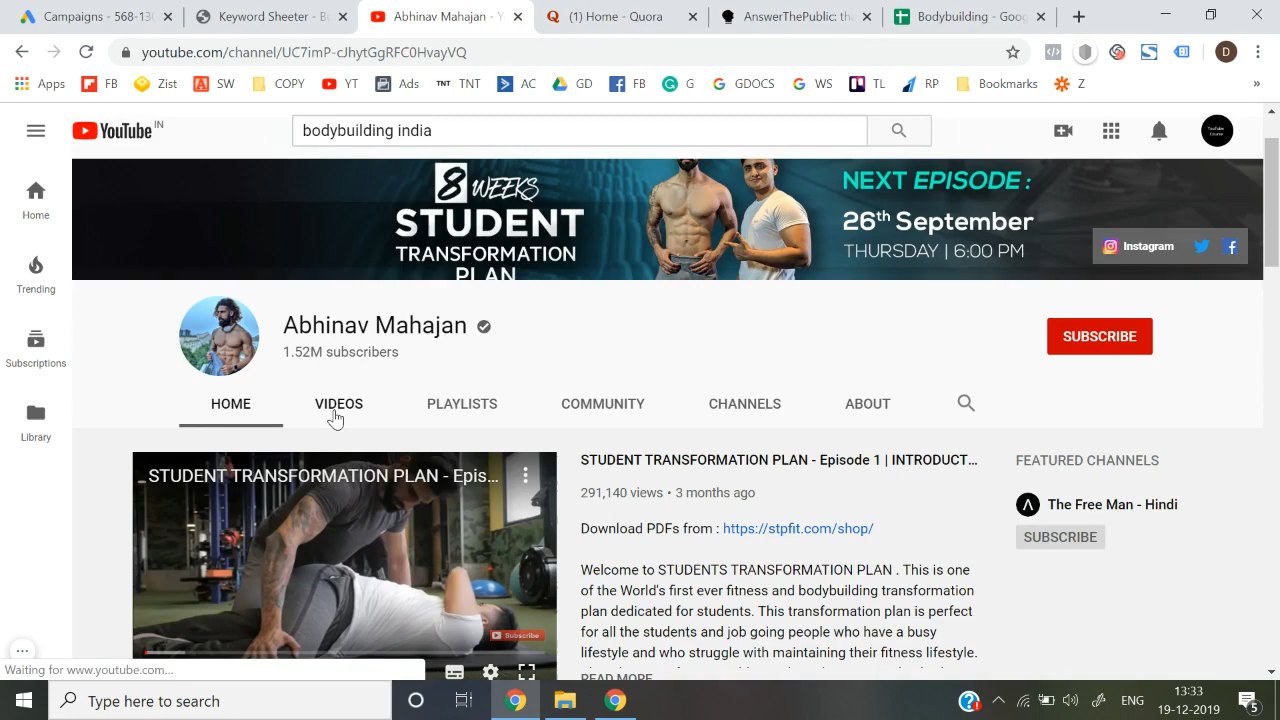 Campaigns - 568-13
Keyword Sheeter - B
Abhinav Mahajan - Y
(1) Home - Quora
AnswerThePublic: th
Bodybuilding - Goog
youtube.com/channel/UC7imP-cJhytGgRFC0HvayVQ
D
Apps
FB
Zist
SW
COPY
YT
Ads
TNT TNT
AC
GD
FB
G
GDOCS
WS
TL
RP
Bookmarks
Z
»
YouTube IN
bodybuilding india
8 WEEKS
STUDENT
TRANSFORMATION
PLAN
NEXT EPISODE :
26th September
THURSDAY | 6:00 PM
Instagram
Home
Trending
Subscriptions
Library
Abhinav Mahajan
1.52M subscribers
SUBSCRIBE
HOME
VIDEOS
PLAYLISTS
COMMUNITY
CHANNELS
ABOUT
STUDENT TRANSFORMATION PLAN - Epis...
Subscribe
STUDENT TRANSFORMATION PLAN - Episode 1 | INTRODUCT...
291,140 views • 3 months ago
Download PDFs from : https://stpfit.com/shop/
Welcome to STUDENTS TRANSFORMATION PLAN . This is one
of the World's first ever fitness and bodybuilding transformation
plan dedicated for students. This transformation plan is perfect
for all the students and job going people who have a busy
lifestyle and who struggle with maintaining their fitness lifestyle.
READ MORE
FEATURED CHANNELS
The Free Man - Hindi
SUBSCRIBE
Waiting for www.youtube.com...
Type here to search
ENG
13:33
19-12-2019
5